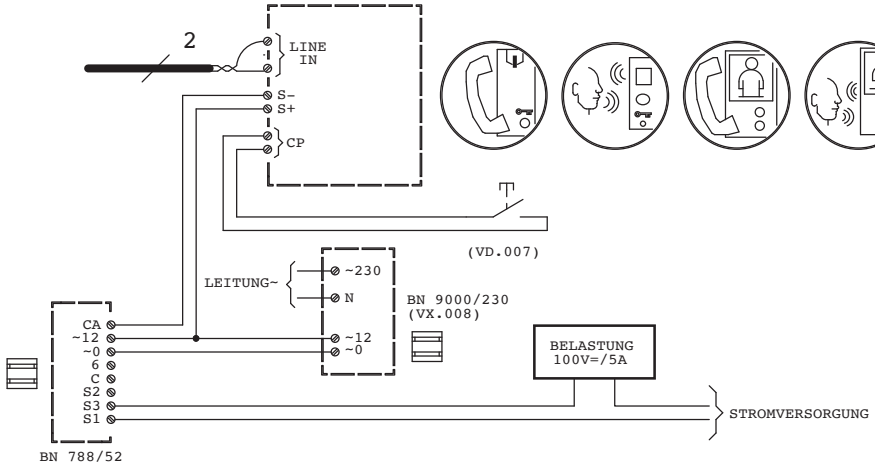 2
LINE
IN
S-
S+
CP
(VD.007)
LEITUNG~
~230
N
BN 9000/230
(VX.008)
~12
~0
CA
~12
~0
6
C
S2
S3
S1
BN 788/52
BELASTUNG
100V=/5A
STROMVERSORGUNG